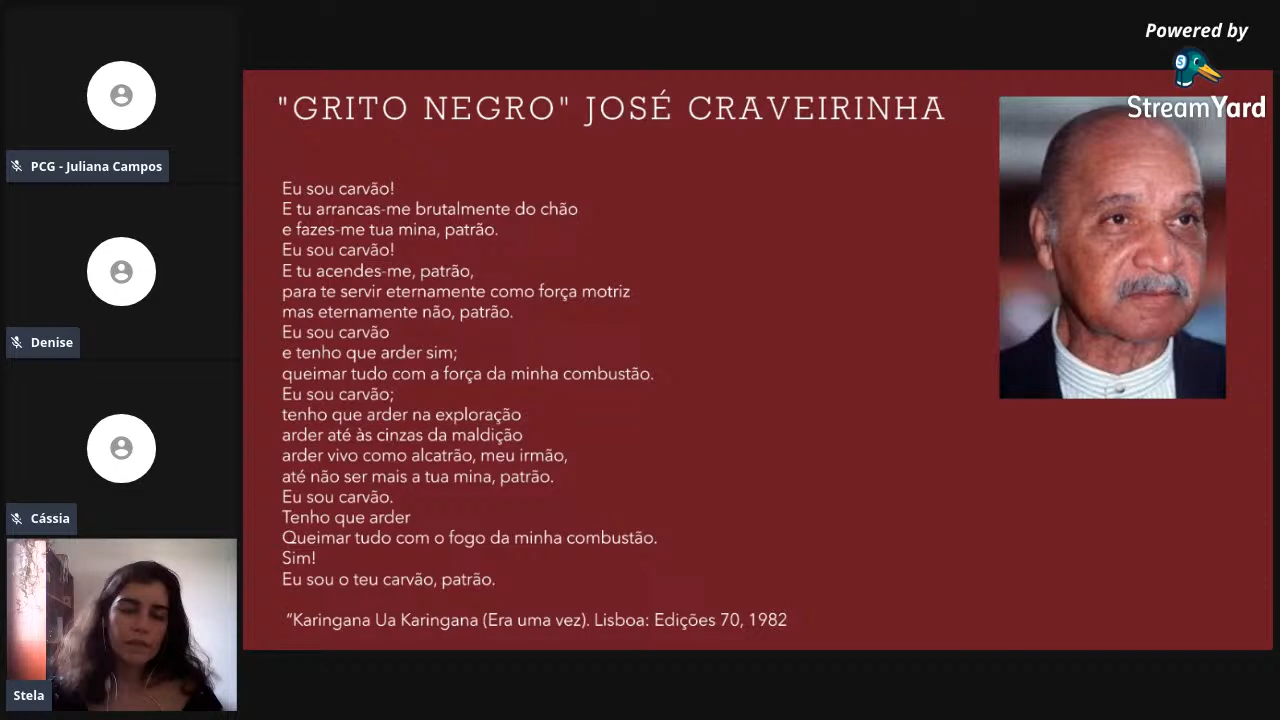 Powered by
StreamYard
PCG - Juliana Campos
Denise
Cássia
Stela
"GRITO NEGRO" JOSÉ CRAVEIRINHA
Eu sou carvão!
E tu arrancas-me brutalmente do chão
e fazes-me tua mina, patrão.
Eu sou carvão!
E tu acendes-me, patrão,
para te servir eternamente como força motriz
mas eternamente não, patrão.
Eu sou carvão
e tenho que arder sim;
queimar tudo com a força da minha combustão.
Eu sou carvão;
tenho que arder na exploração
arder até às cinzas da maldição
arder vivo como alcatrão, meu irmão,
até não ser mais a tua mina, patrão.
Eu sou carvão.
Tenho que arder
Queimar tudo com o fogo da minha combustão.
Sim!
Eu sou o teu carvão, patrão.
“Karingana Ua Karingana (Era uma vez). Lisboa: Edições 70, 1982